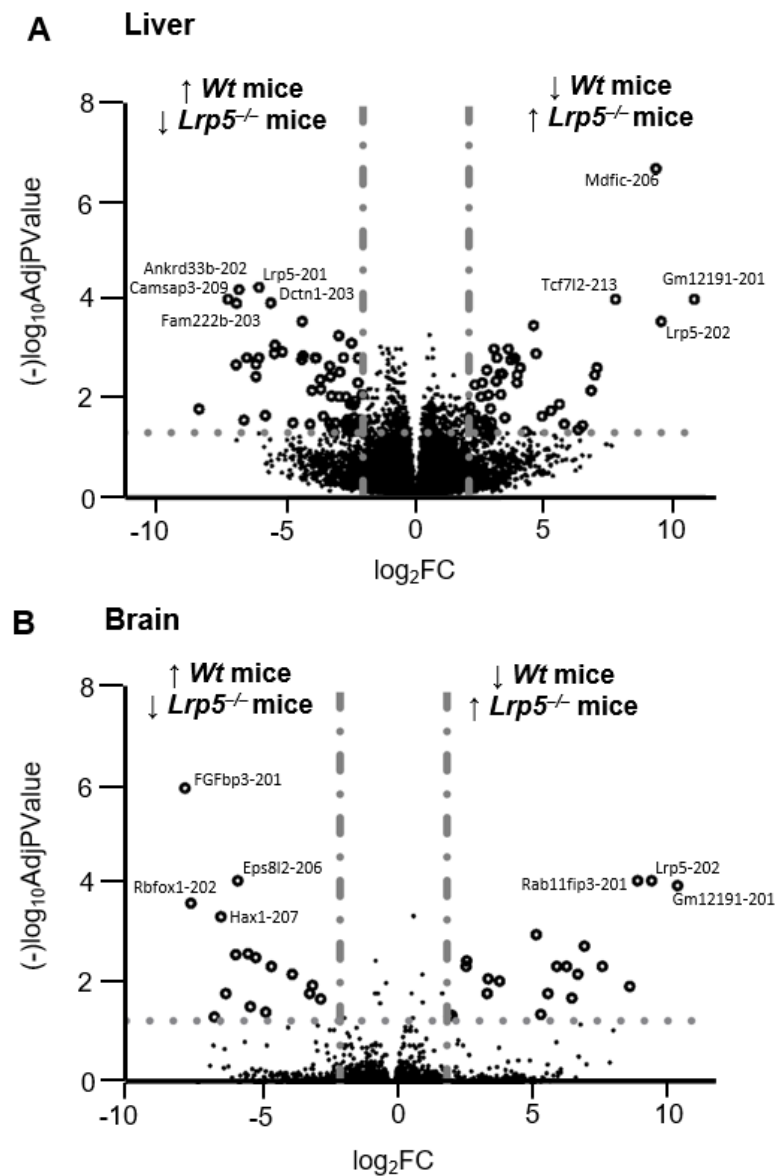 A Liver
↑ Wt mice
↓ Lrp5–/– mice
↓ Wt mice
↑ Lrp5–/– mice
8
6
4
2
0
(-)log10AdjPValue
Mdfic-206
Ankrd33b-202
Lrp5-201
Camsap3-209
Dctn1-203
Fam222b-203
Tcf7l2-213
Gm12191-201
Lrp5-202
-10 -5 0 5 10
log2FC
B Brain
↑ Wt mice
↓ Lrp5–/– mice
↓ Wt mice
↑ Lrp5–/– mice
8
6
4
2
0
(-)log10AdjPValue
FGFbp3-201
Eps8l2-206
Rbfox1-202
Hax1-207
Rab11fip3-201
Lrp5-202
Gm12191-201
-10 -5 0 5 10
log2FC